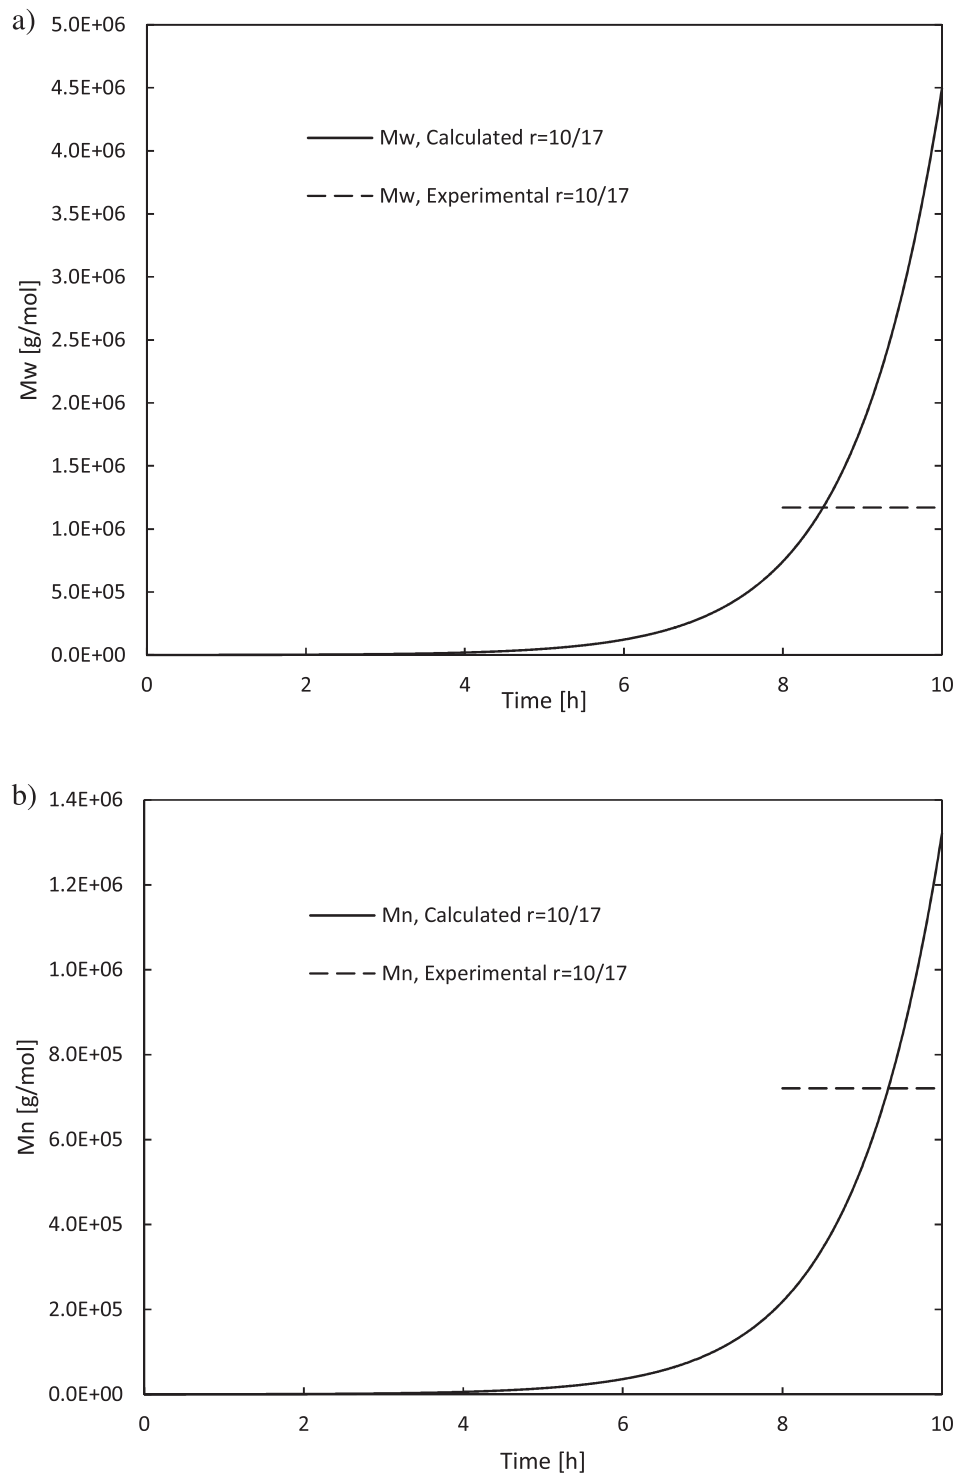 a)
5.0E+06
4.5E+06
4.0E+06
3.5E+06
3.0E+06
2.5E+06
2.0E+06
1.5E+06
1.0E+06
5.0E+05
0.0E+00
Mw [g/mol]
Mw, Calculated r=10/17
Mw, Experimental r=10/17
0 2 4 6 8 10
Time [h]
b)
1.4E+06
1.2E+06
1.0E+06
8.0E+05
6.0E+05
4.0E+05
2.0E+05
0.0E+00
Mn [g/mol]
Mn, Calculated r=10/17
Mn, Experimental r=10/17
0 2 4 6 8 10
Time [h]